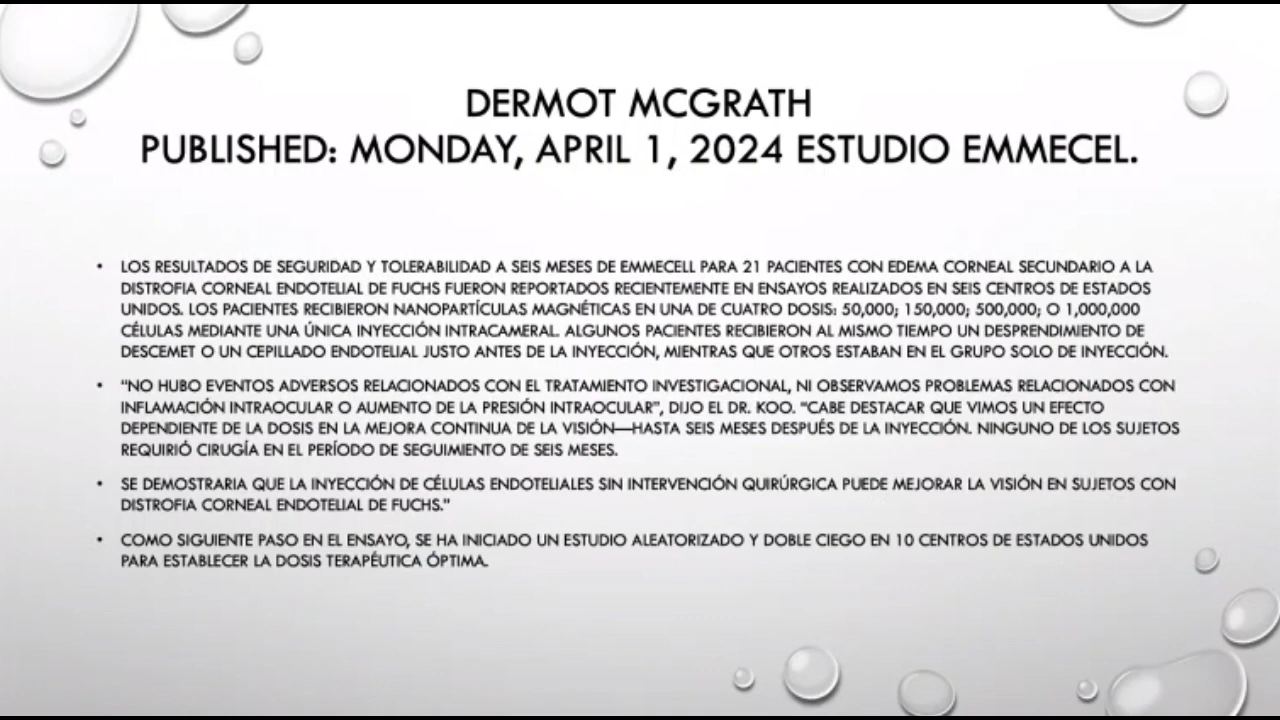 DERMOT MCGRATH
PUBLISHED: MONDAY, APRIL 1, 2024 ESTUDIO EMMECEL.
• LOS RESULTADOS DE SEGURIDAD Y TOLERABILIDAD A SEIS MESES DE EMMECELL PARA 21 PACIENTES CON EDEMA CORNEAL SECUNDARIO A LA
DISTROFIA CORNEAL ENDOTELIAL DE FUCHS FUERON REPORTADOS RECIENTEMENTE EN ENSAYOS REALIZADOS EN SEIS CENTROS DE ESTADOS
UNIDOS. LOS PACIENTES RECIBIERON NANOPARTÍCULAS MAGNÉTICAS EN UNA DE CUATRO DOSIS: 50,000; 150,000; 500,000; O 1,000,000
CÉLULAS MEDIANTE UNA ÚNICA INYECCIÓN INTRACAMERAL. ALGUNOS PACIENTES RECIBIERON AL MISMO TIEMPO UN DESPRENDIMIENTO DE
DESCEMET O UN CEPILLADO ENDOTELIAL JUSTO ANTES DE LA INYECCIÓN, MIENTRAS QUE OTROS ESTABAN EN EL GRUPO SOLO DE INYECCIÓN.
• "NO HUBO EVENTOS ADVERSOS RELACIONADOS CON EL TRATAMIENTO INVESTIGACIONAL, NI OBSERVAMOS PROBLEMAS RELACIONADOS CON
INFLAMACIÓN INTRAOCULAR O AUMENTO DE LA PRESIÓN INTRAOCULAR", DIJO EL DR. KOO. "CABE DESTACAR QUE VIMOS UN EFECTO
DEPENDIENTE DE LA DOSIS EN LA MEJORA CONTINUA DE LA VISIÓN—HASTA SEIS MESES DESPUÉS DE LA INYECCIÓN. NINGUNO DE LOS SUJETOS
REQUIRIÓ CIRUGÍA EN EL PERÍODO DE SEGUIMIENTO DE SEIS MESES.
• SE DEMOSTRARIA QUE LA INYECCIÓN DE CÉLULAS ENDOTELIALES SIN INTERVENCIÓN QUIRÚRGICA PUEDE MEJORAR LA VISIÓN EN SUJETOS CON
DISTROFIA CORNEAL ENDOTELIAL DE FUCHS."
• COMO SIGUIENTE PASO EN EL ENSAYO, SE HA INICIADO UN ESTUDIO ALEATORIZADO Y DOBLE CIEGO EN 10 CENTROS DE ESTADOS UNIDOS
PARA ESTABLECER LA DOSIS TERAPÉUTICA ÓPTIMA.